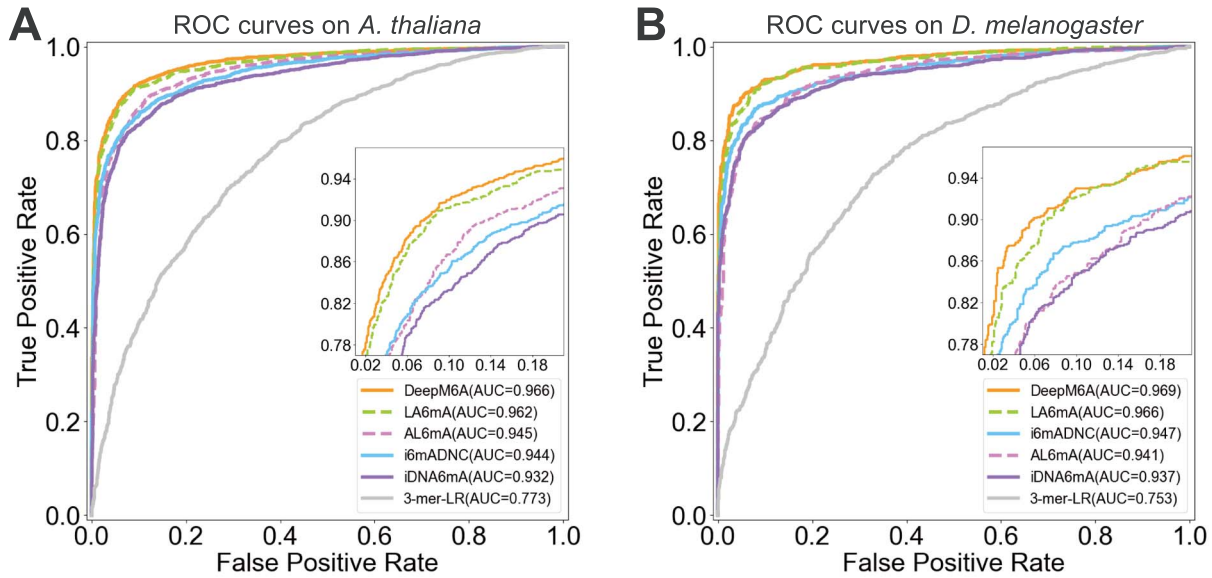 A
ROC curves on A. thaliana
True Positive Rate
1.0
0.8
0.6
0.4
0.2
0.0
0.94
0.90
0.86
0.82
0.78
0.02 0.06 0.10 0.14 0.18
DeepM6A(AUC=0.966)
LA6mA(AUC=0.962)
AL6mA(AUC=0.945)
i6mADNC(AUC=0.944)
iDNA6mA(AUC=0.932)
3-mer-LR(AUC=0.773)
0.0 0.2 0.4 0.6 0.8 1.0
False Positive Rate
B
ROC curves on D. melanogaster
True Positive Rate
1.0
0.8
0.6
0.4
0.2
0.0
0.94
0.90
0.86
0.82
0.78
0.02 0.06 0.10 0.14 0.18
DeepM6A(AUC=0.969)
LA6mA(AUC=0.966)
i6mADNC(AUC=0.947)
AL6mA(AUC=0.941)
iDNA6mA(AUC=0.937)
3-mer-LR(AUC=0.753)
0.0 0.2 0.4 0.6 0.8 1.0
False Positive Rate